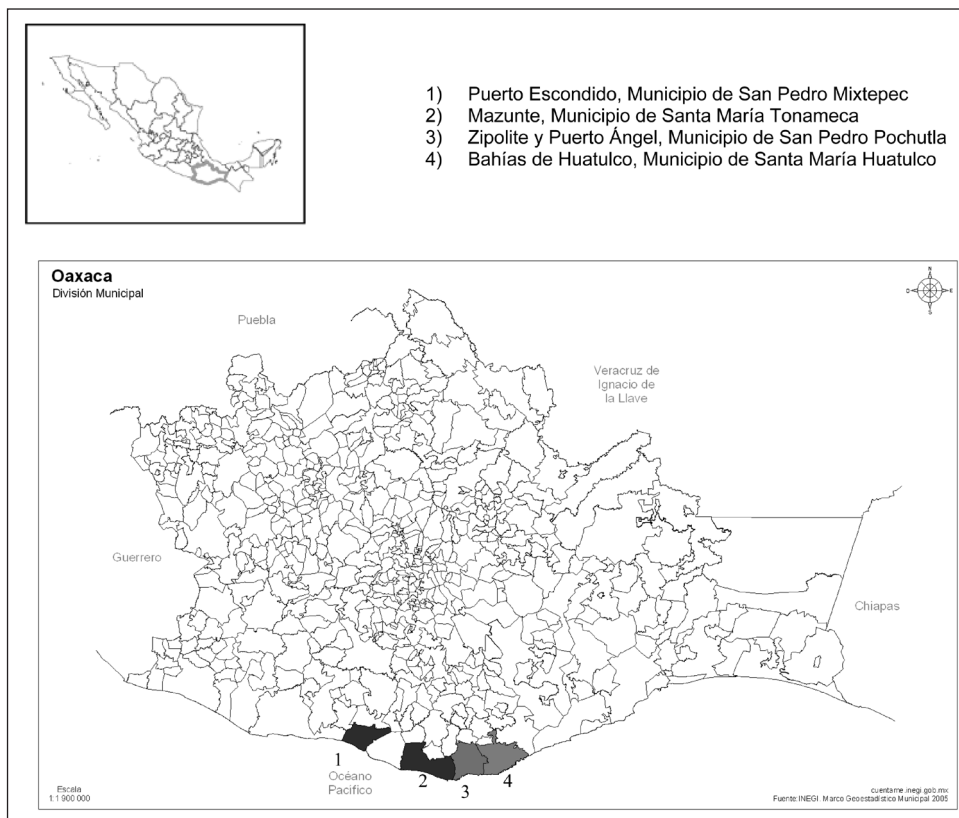 1) Puerto Escondido, Municipio de San Pedro Mixtepec
2) Mazunte, Municipio de Santa María Tonameca
3) Zipolite y Puerto Ángel, Municipio de San Pedro Pochutla
4) Bahías de Huatulco, Municipio de Santa María Huatulco
Oaxaca
División Municipal
N
O E
S
Puebla
Veracruz de
Ignacio de
la Llave
Guerrero
Chiapas
1
2
3
4
Océano
Pacifico
Escala
1:1 900 000
cuentame.inegi.gob.mx
Fuente: INEGI. Marco Geoestadístico Municipal 2005